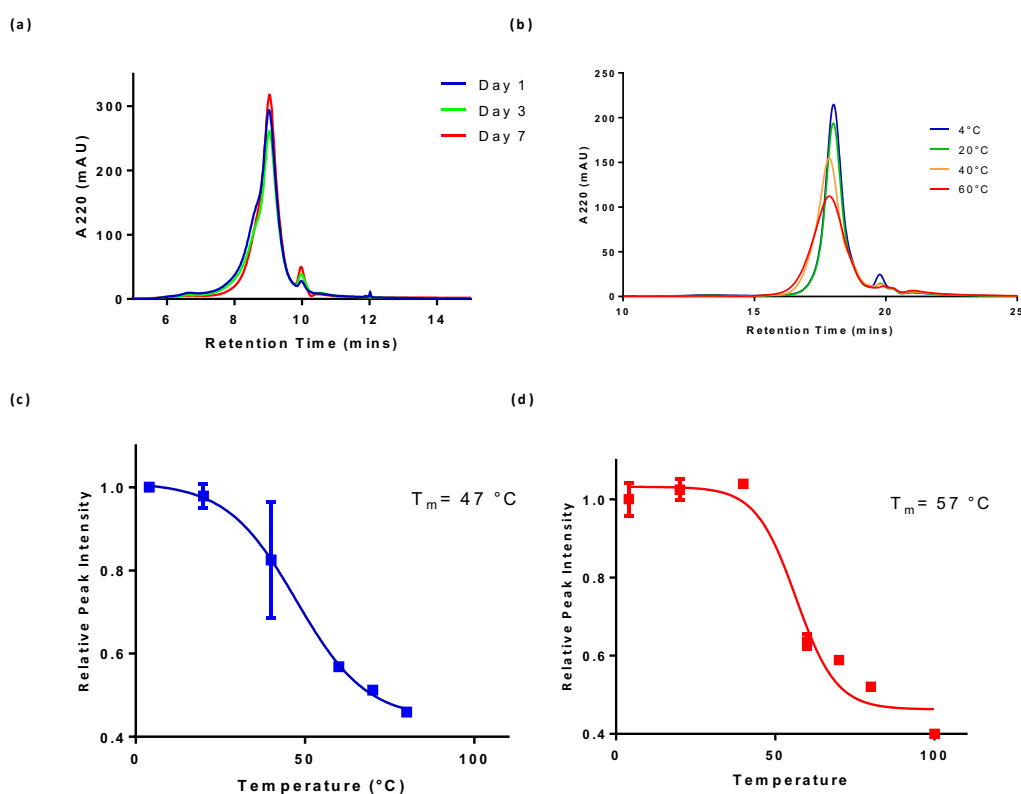 (a)
A220 (mAU)
300
200
100
0
6 8 10 12 14
Retention Time (mins)
Day 1
Day 3
Day 7
(b)
A220 (mAU)
250
200
150
100
50
0
10 15 20 25
Retention Time (mins)
4°C
20°C
40°C
60°C
(c)
Relative Peak Intensity
1.0
0.8
0.6
0.4
0 50 100
Temperature (°C)
Tm= 47 °C
(d)
Relative Peak Intensity
1.0
0.8
0.6
0.4
0 50 100
Temperature
Tm= 57 °C